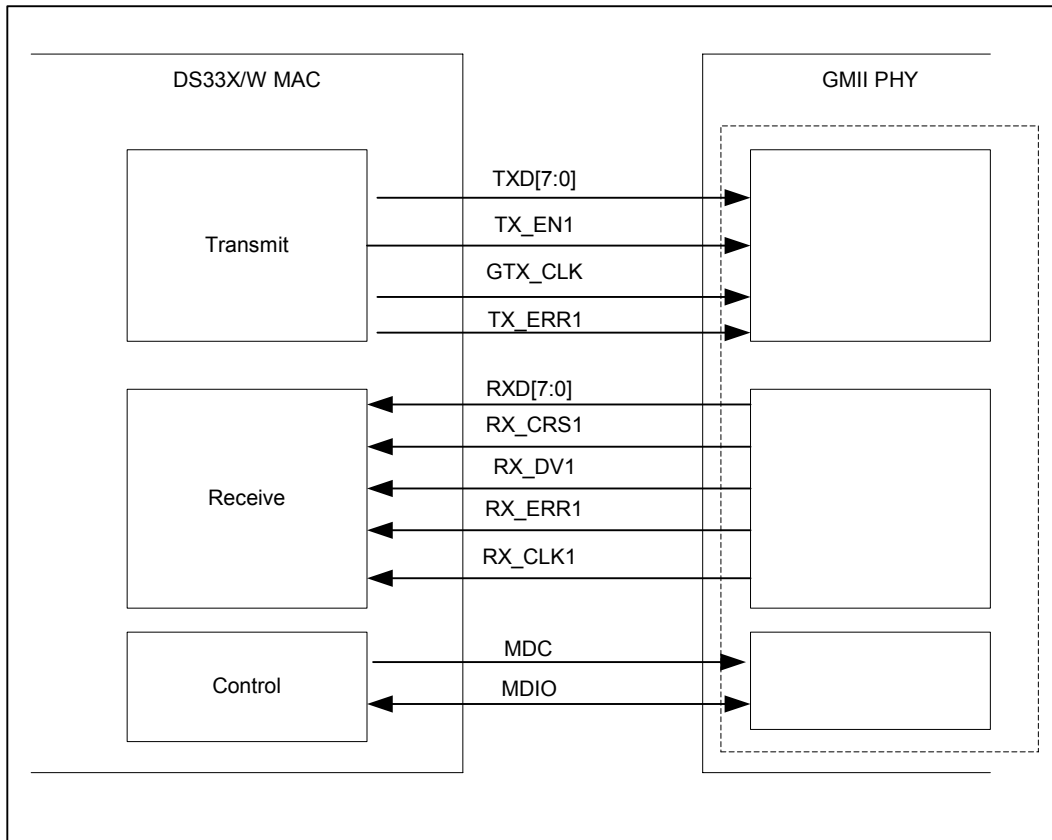 DS33X/W MAC
GMII PHY
Transmit
TXD[7:0]
TX_EN1
GTX_CLK
TX_ERR1
Receive
RXD[7:0]
RX_CRS1
RX_DV1
RX_ERR1
RX_CLK1
Control
MDC
MDIO